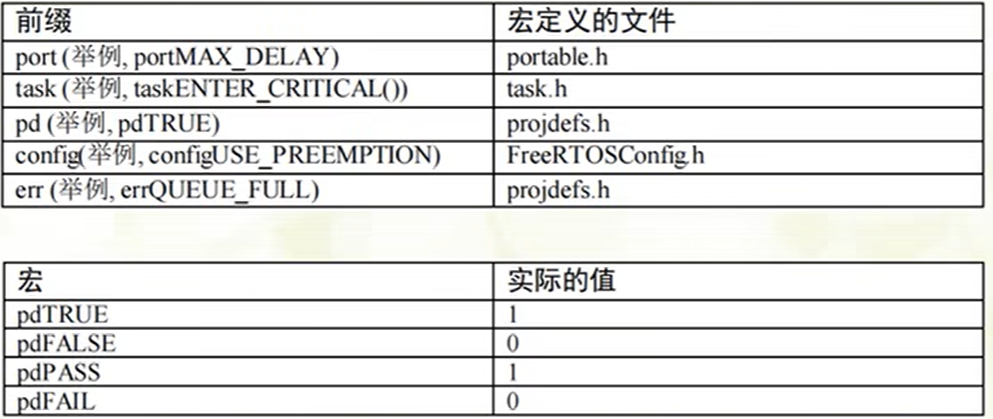 前缀 宏定义的文件
port (举例, portMAX_DELAY) portable.h
task (举例, taskENTER_CRITICAL()) task.h
pd (举例, pdTRUE) projdefs.h
config(举例, configUSE_PREEMPTION) FreeRTOSConfig.h
err (举例, errQUEUE_FULL) projdefs.h
宏 实际的值
pdTRUE 1
pdFALSE 0
pdPASS 1
pdFAIL 0